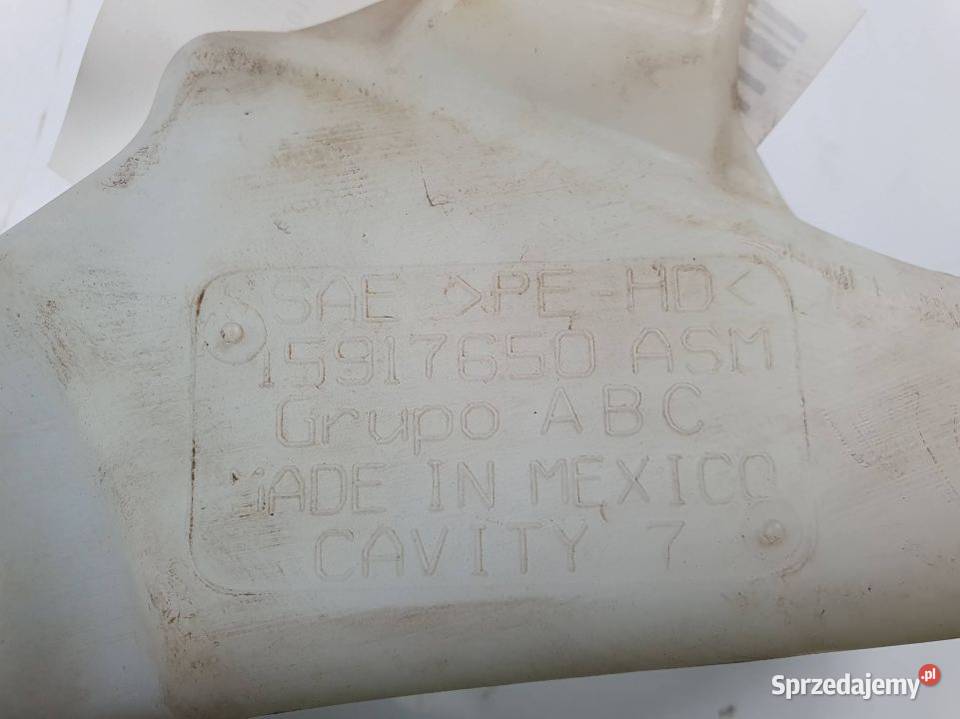 SAE >PE-HD<
15917650 ASM
Grupo ABC
MADE IN MEXICO
CAVITY 7
Sprzedajemy.pl